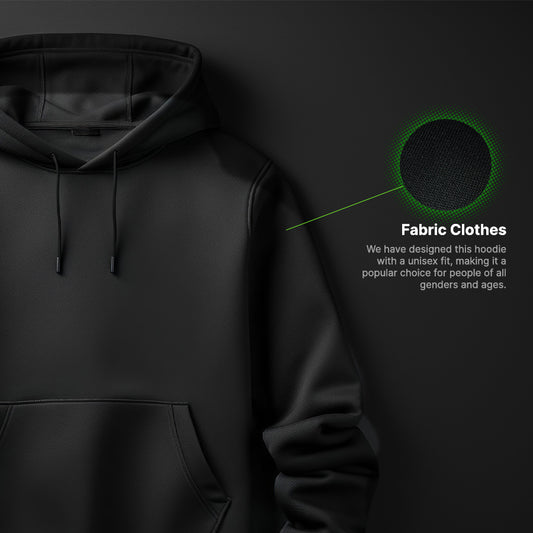 Fabric Clothes
We have designed this hoodie
with a unisex fit, making it a
popular choice for people of all
genders and ages.